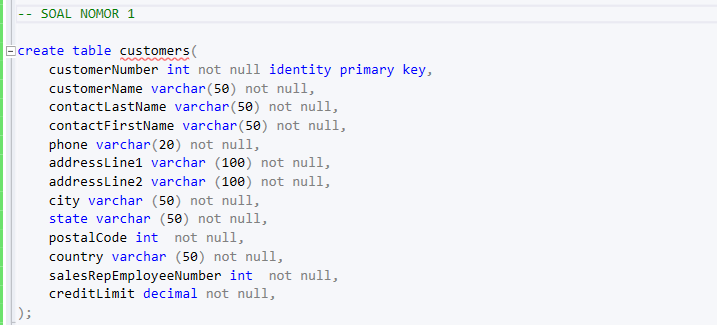 -- SOAL NOMOR 1
create table customers(
customerNumber int not null identity primary key,
customerName varchar(50) not null,
contactLastName varchar(50) not null,
contactFirstName varchar(50) not null,
phone varchar(20) not null,
addressLine1 varchar (100) not null,
addressLine2 varchar (100) not null,
city varchar (50) not null,
state varchar (50) not null,
postalCode int  not null,
country varchar (50) not null,
salesRepEmployeeNumber int  not null,
creditLimit decimal not null,
);